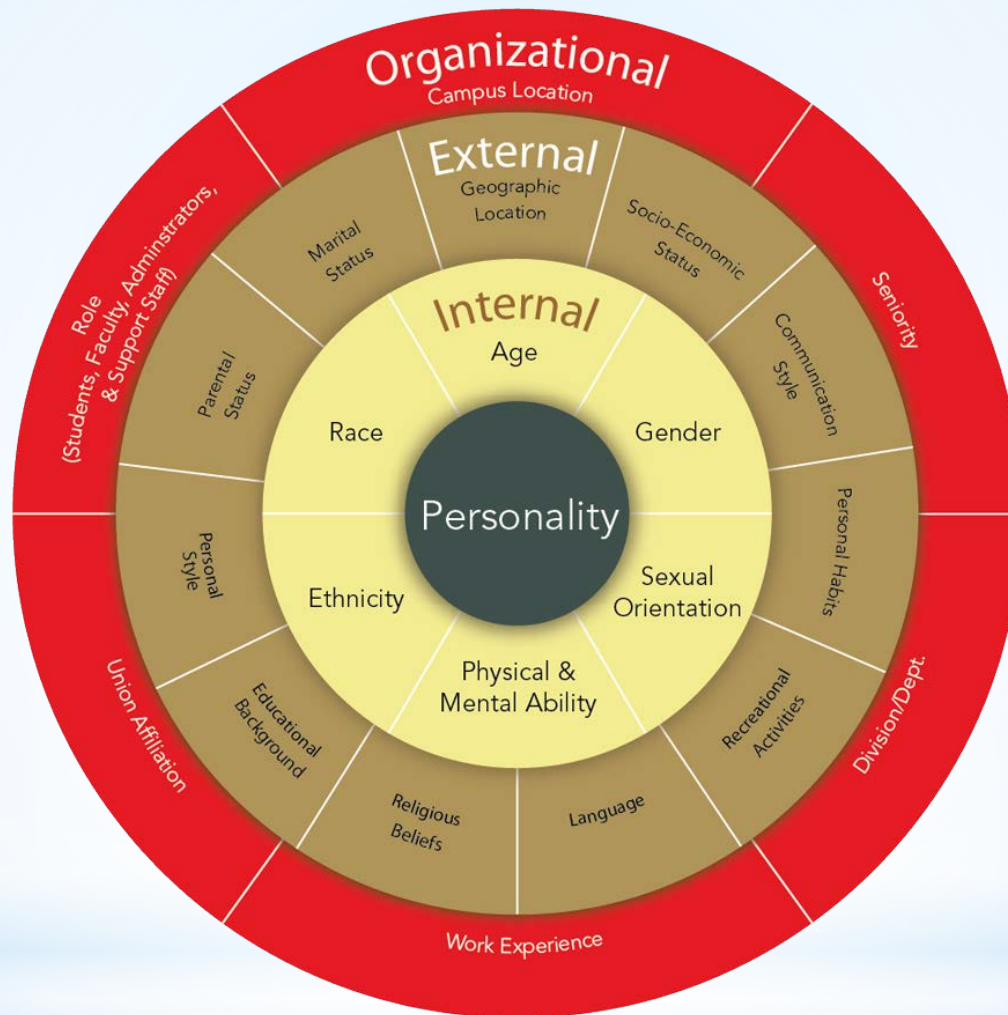 Organizational
Campus Location
Seniority
Division/Dept.
Work Experience
Union Affiliation
Role
(Students, Faculty, Adminstrators,
& Support Staff)
External
Geographic
Location
Socio-Economic
Status
Communication
Style
Personal Habits
Recreational
Activities
Language
Religious
Beliefs
Educational
Background
Personal
Style
Parental
Status
Marital
Status
Internal
Age
Gender
Sexual
Orientation
Physical &
Mental Ability
Ethnicity
Race
Personality